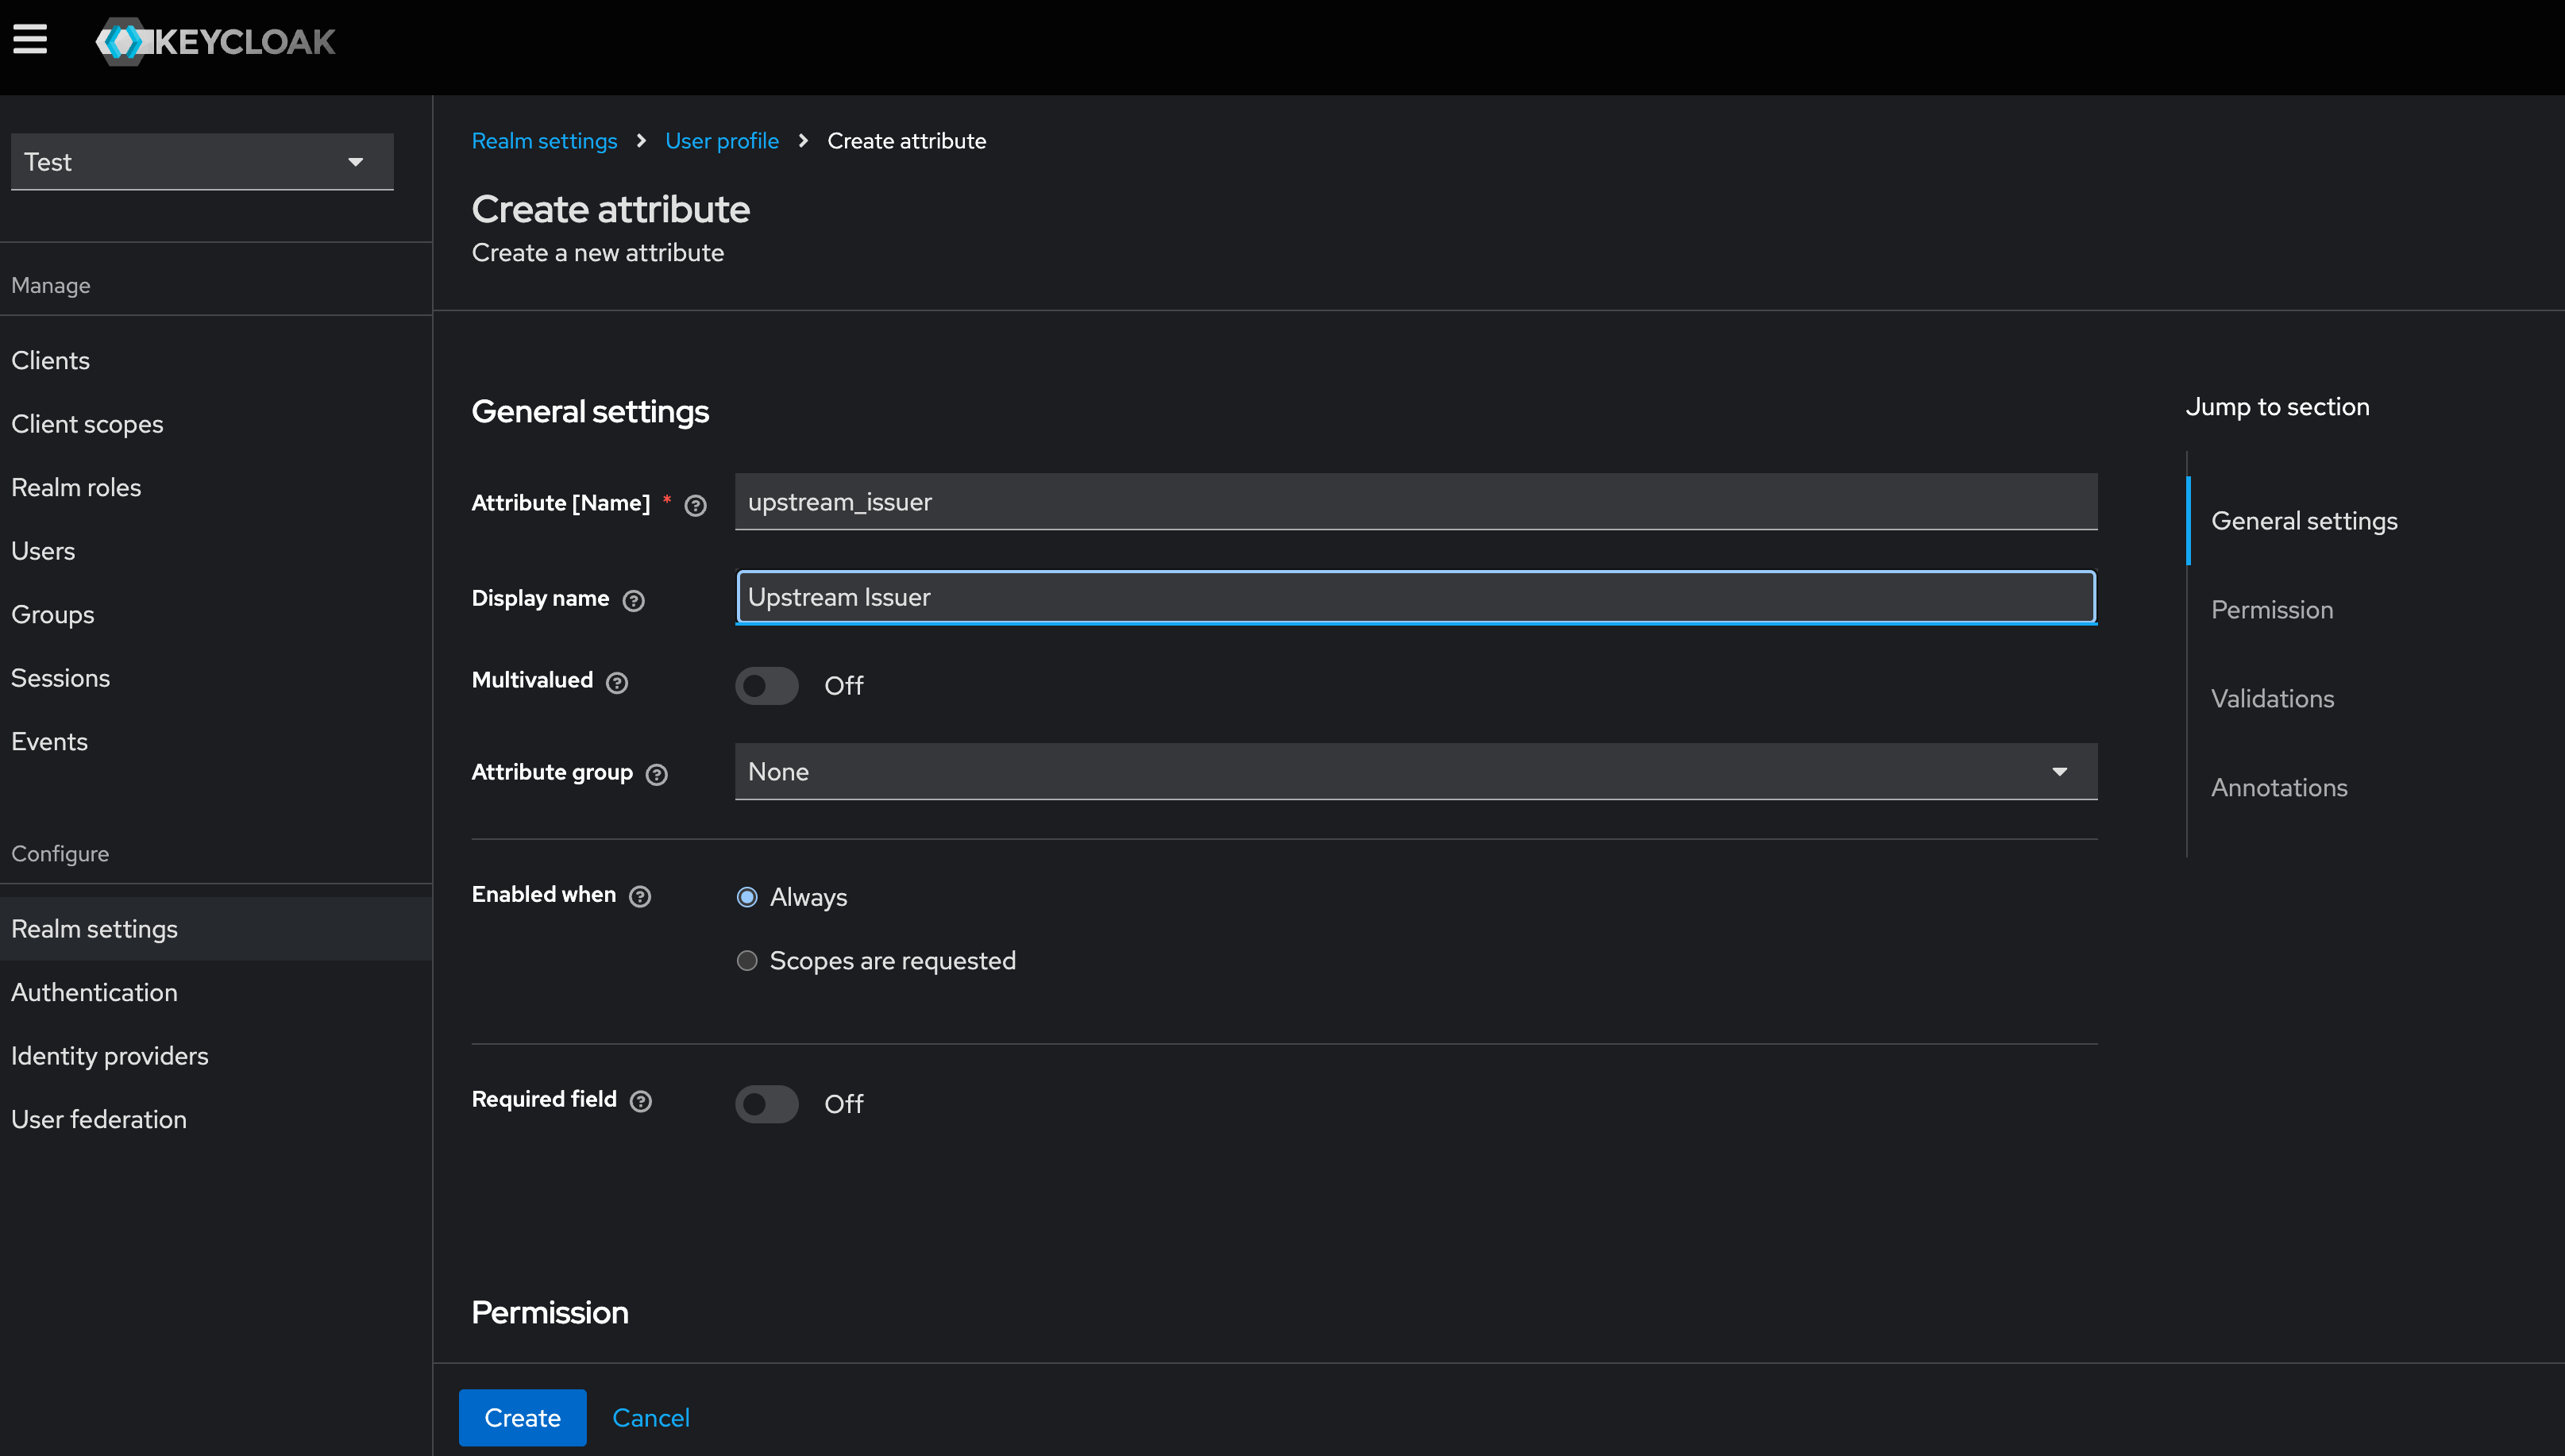 KEYCLOAK
Test
Manage
Clients
Client scopes
Realm roles
Users
Groups
Sessions
Events
Configure
Realm settings
Authentication
Identity providers
User federation
Realm settings > User profile > Create attribute
Create attribute
Create a new attribute
General settings
Attribute [Name] * ?
upstream_issuer
Display name ?
Upstream Issuer
Multivalued ?
Off
Attribute group ?
None
Enabled when ?
Always
Scopes are requested
Required field ?
Off
Permission
Create
Cancel
Jump to section
General settings
Permission
Validations
Annotations